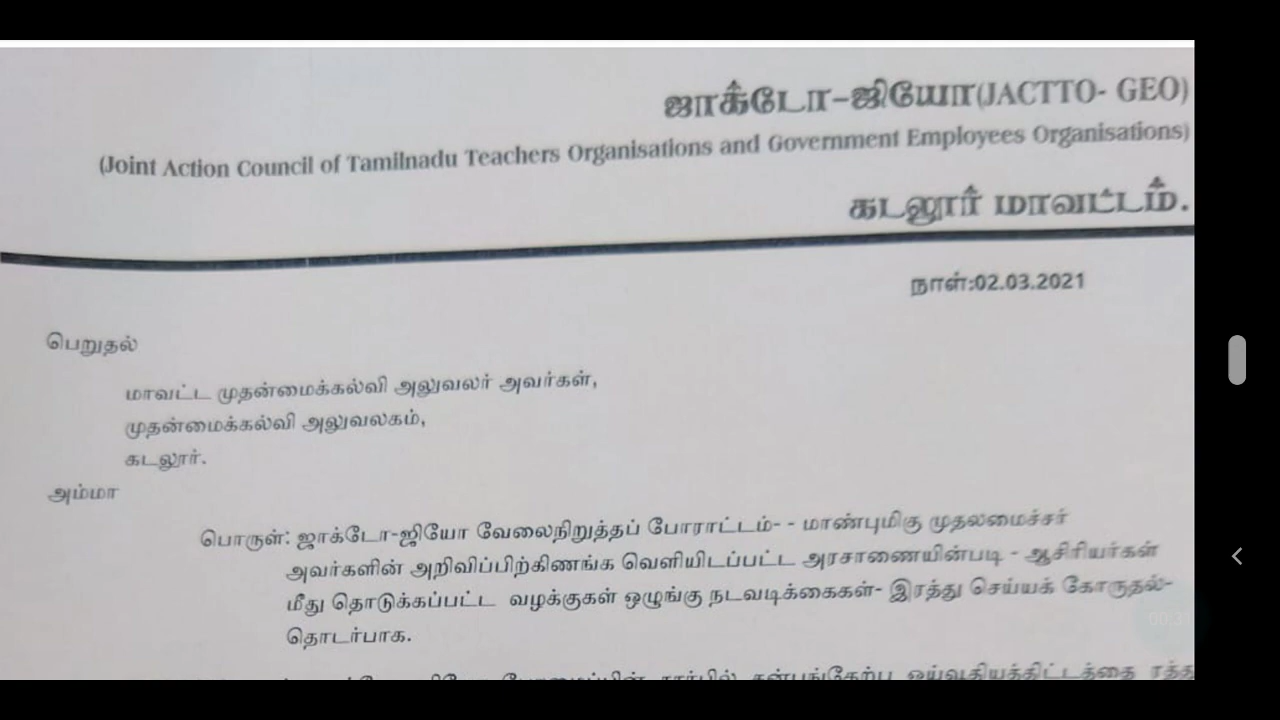 ஜாக்டோ-ஜியோ(JACTTO- GEO)
(Joint Action Council of Tamilnadu Teachers Organisations and Government Employees Organisations)
கடலூர் மாவட்டம்.
நாள்:02.03.2021
பெறுதல்
மாவட்ட முதன்மைக்கல்வி அலுவலர் அவர்கள்,
முதன்மைக்கல்வி அலுவலகம்,
கடலூர்.
அம்மா
பொருள்: ஜாக்டோ-ஜியோ வேலைநிறுத்தப் போராட்டம்- - மாண்புமிகு முதலமைச்சர்
அவர்களின் அறிவிப்பிற்கிணங்க வெளியிடப்பட்ட அரசாணையின்படி - ஆசிரியர்கள்
மீது தொடுக்கப்பட்ட வழக்குகள் ஒழுங்கு நடவடிக்கைகள்- இரத்து செய்யக் கோருதல்-
தொடர்பாக.